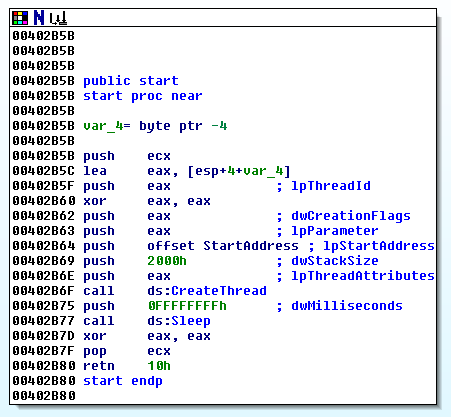 N
00402B5B
00402B5B
00402B5B
00402B5B public start
00402B5B start proc near
00402B5B
00402B5B var_4= byte ptr -4
00402B5B
00402B5B push    ecx
00402B5C lea     eax, [esp+4+var_4]
00402B5F push    eax             ; lpThreadId
00402B60 xor     eax, eax
00402B62 push    eax             ; dwCreationFlags
00402B63 push    eax             ; lpParameter
00402B64 push    offset StartAddress ; lpStartAddress
00402B69 push    2000h           ; dwStackSize
00402B6E push    eax             ; lpThreadAttributes
00402B6F call    ds:CreateThread
00402B75 push    0FFFFFFFFh      ; dwMilliseconds
00402B77 call    ds:Sleep
00402B7D xor     eax, eax
00402B7F pop     ecx
00402B80 retn    10h
00402B80 start endp
00402B80